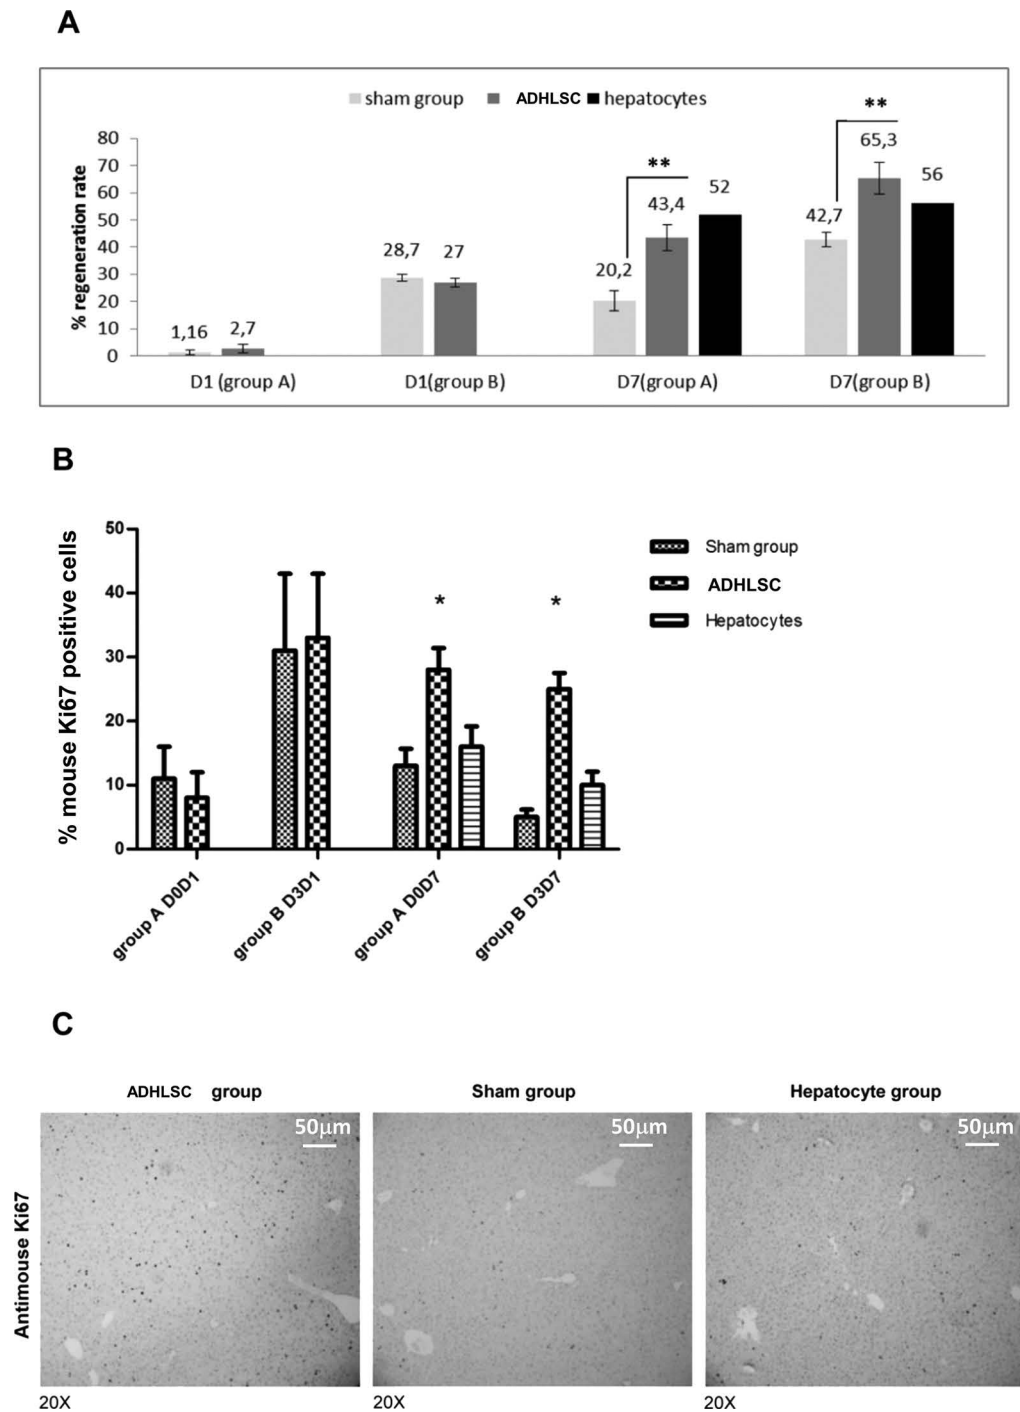 A
sham group ADHLSC hepatocytes
% regeneration rate
80
70
60
50
40
30
20
10
0
1,16
2,7
28,7
27
20,2
43,4
**
52
42,7
65,3
**
56
D1 (group A)
D1(group B)
D7(group A)
D7(group B)
B
% mouse Ki67 positive cells
50
40
30
20
10
0
*
*
Sham group
ADHLSC
Hepatocytes
group A D0D1
group B D3D1
group A D0D7
group B D3D7
C
ADHLSC group
Sham group
Hepatocyte group
Antimouse Ki67
50μm
50μm
50μm
20X
20X
20X